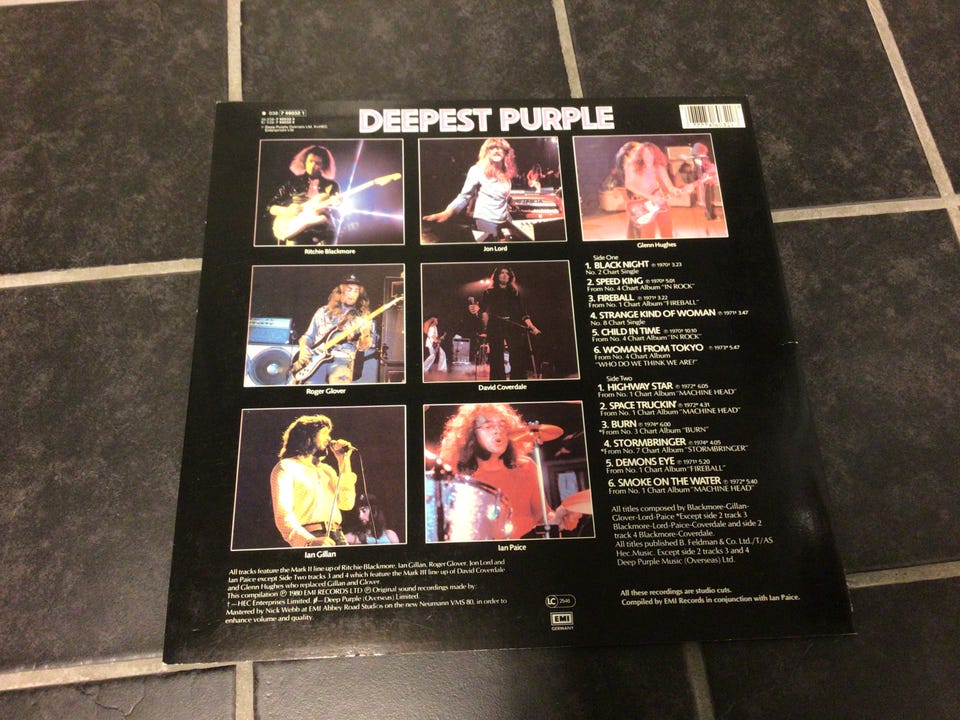 038 7 46032 1
DEEPEST PURPLE
Ritchie Blackmore
Jon Lord
Glenn Hughes
Roger Glover
David Coverdale
Ian Gillan
Ian Paice
Side One
1. BLACK NIGHT ℗ 1970† 3.23
No. 2 Chart Single
2. SPEED KING ℗ 1970† 5.01
From No. 4 Chart Album "IN ROCK"
3. FIREBALL ℗ 1971† 3.22
From No. 1 Chart Album "FIREBALL"
4. STRANGE KIND OF WOMAN ℗ 1971† 3.47
No. 8 Chart Single
5. CHILD IN TIME ℗ 1970† 10.10
From No. 4 Chart Album "IN ROCK"
6. WOMAN FROM TOKYO ℗ 1973# 5.47
From No. 4 Chart Album
"WHO DO WE THINK WE ARE!"
Side Two
1. HIGHWAY STAR ℗ 1972# 6.05
From No. 1 Chart Album "MACHINE HEAD"
2. SPACE TRUCKIN' ℗ 1972# 4.31
From No. 1 Chart Album "MACHINE HEAD"
3. BURN ℗ 1974# 6.00
*From No. 3 Chart Album "BURN"
4. STORMBRINGER ℗ 1974# 4.05
*From No. 7 Chart Album "STORMBRINGER"
5. DEMONS EYE ℗ 1971† 5.20
From No. 1 Chart Album "FIREBALL"
6. SMOKE ON THE WATER ℗ 1972# 5.40
From No. 1 Chart Album "MACHINE HEAD"
All titles composed by Blackmore-Gillan-
Glover-Lord-Paice *Except side 2 track 3
Blackmore-Lord-Paice-Coverdale and side 2
track 4 Blackmore-Coverdale.
All titles published B. Feldman & Co. Ltd./T/AS
Hec.Music. Except side 2 tracks 3 and 4
Deep Purple Music (Overseas) Ltd.
All tracks feature the Mark II line up of Ritchie Blackmore, Ian Gillan, Roger Glover, Jon Lord and
Ian Paice except Side Two tracks 3 and 4 which feature the Mark III line up of David Coverdale
and Glenn Hughes who replaced Gillan and Glover.
This compilation ℗ 1980 EMI RECORDS LTD ℗ Original sound recordings made by:
†—HEC Enterprises Limited. #—Deep Purple (Overseas) Limited.
Mastered by Nick Webb at EMI Abbey Road Studios on the new Neumann VMS 80, in order to
enhance volume and quality.
LC 2546
EMI
GERMANY
All these recordings are studio cuts.
Compiled by EMI Records in conjunction with Ian Paice.